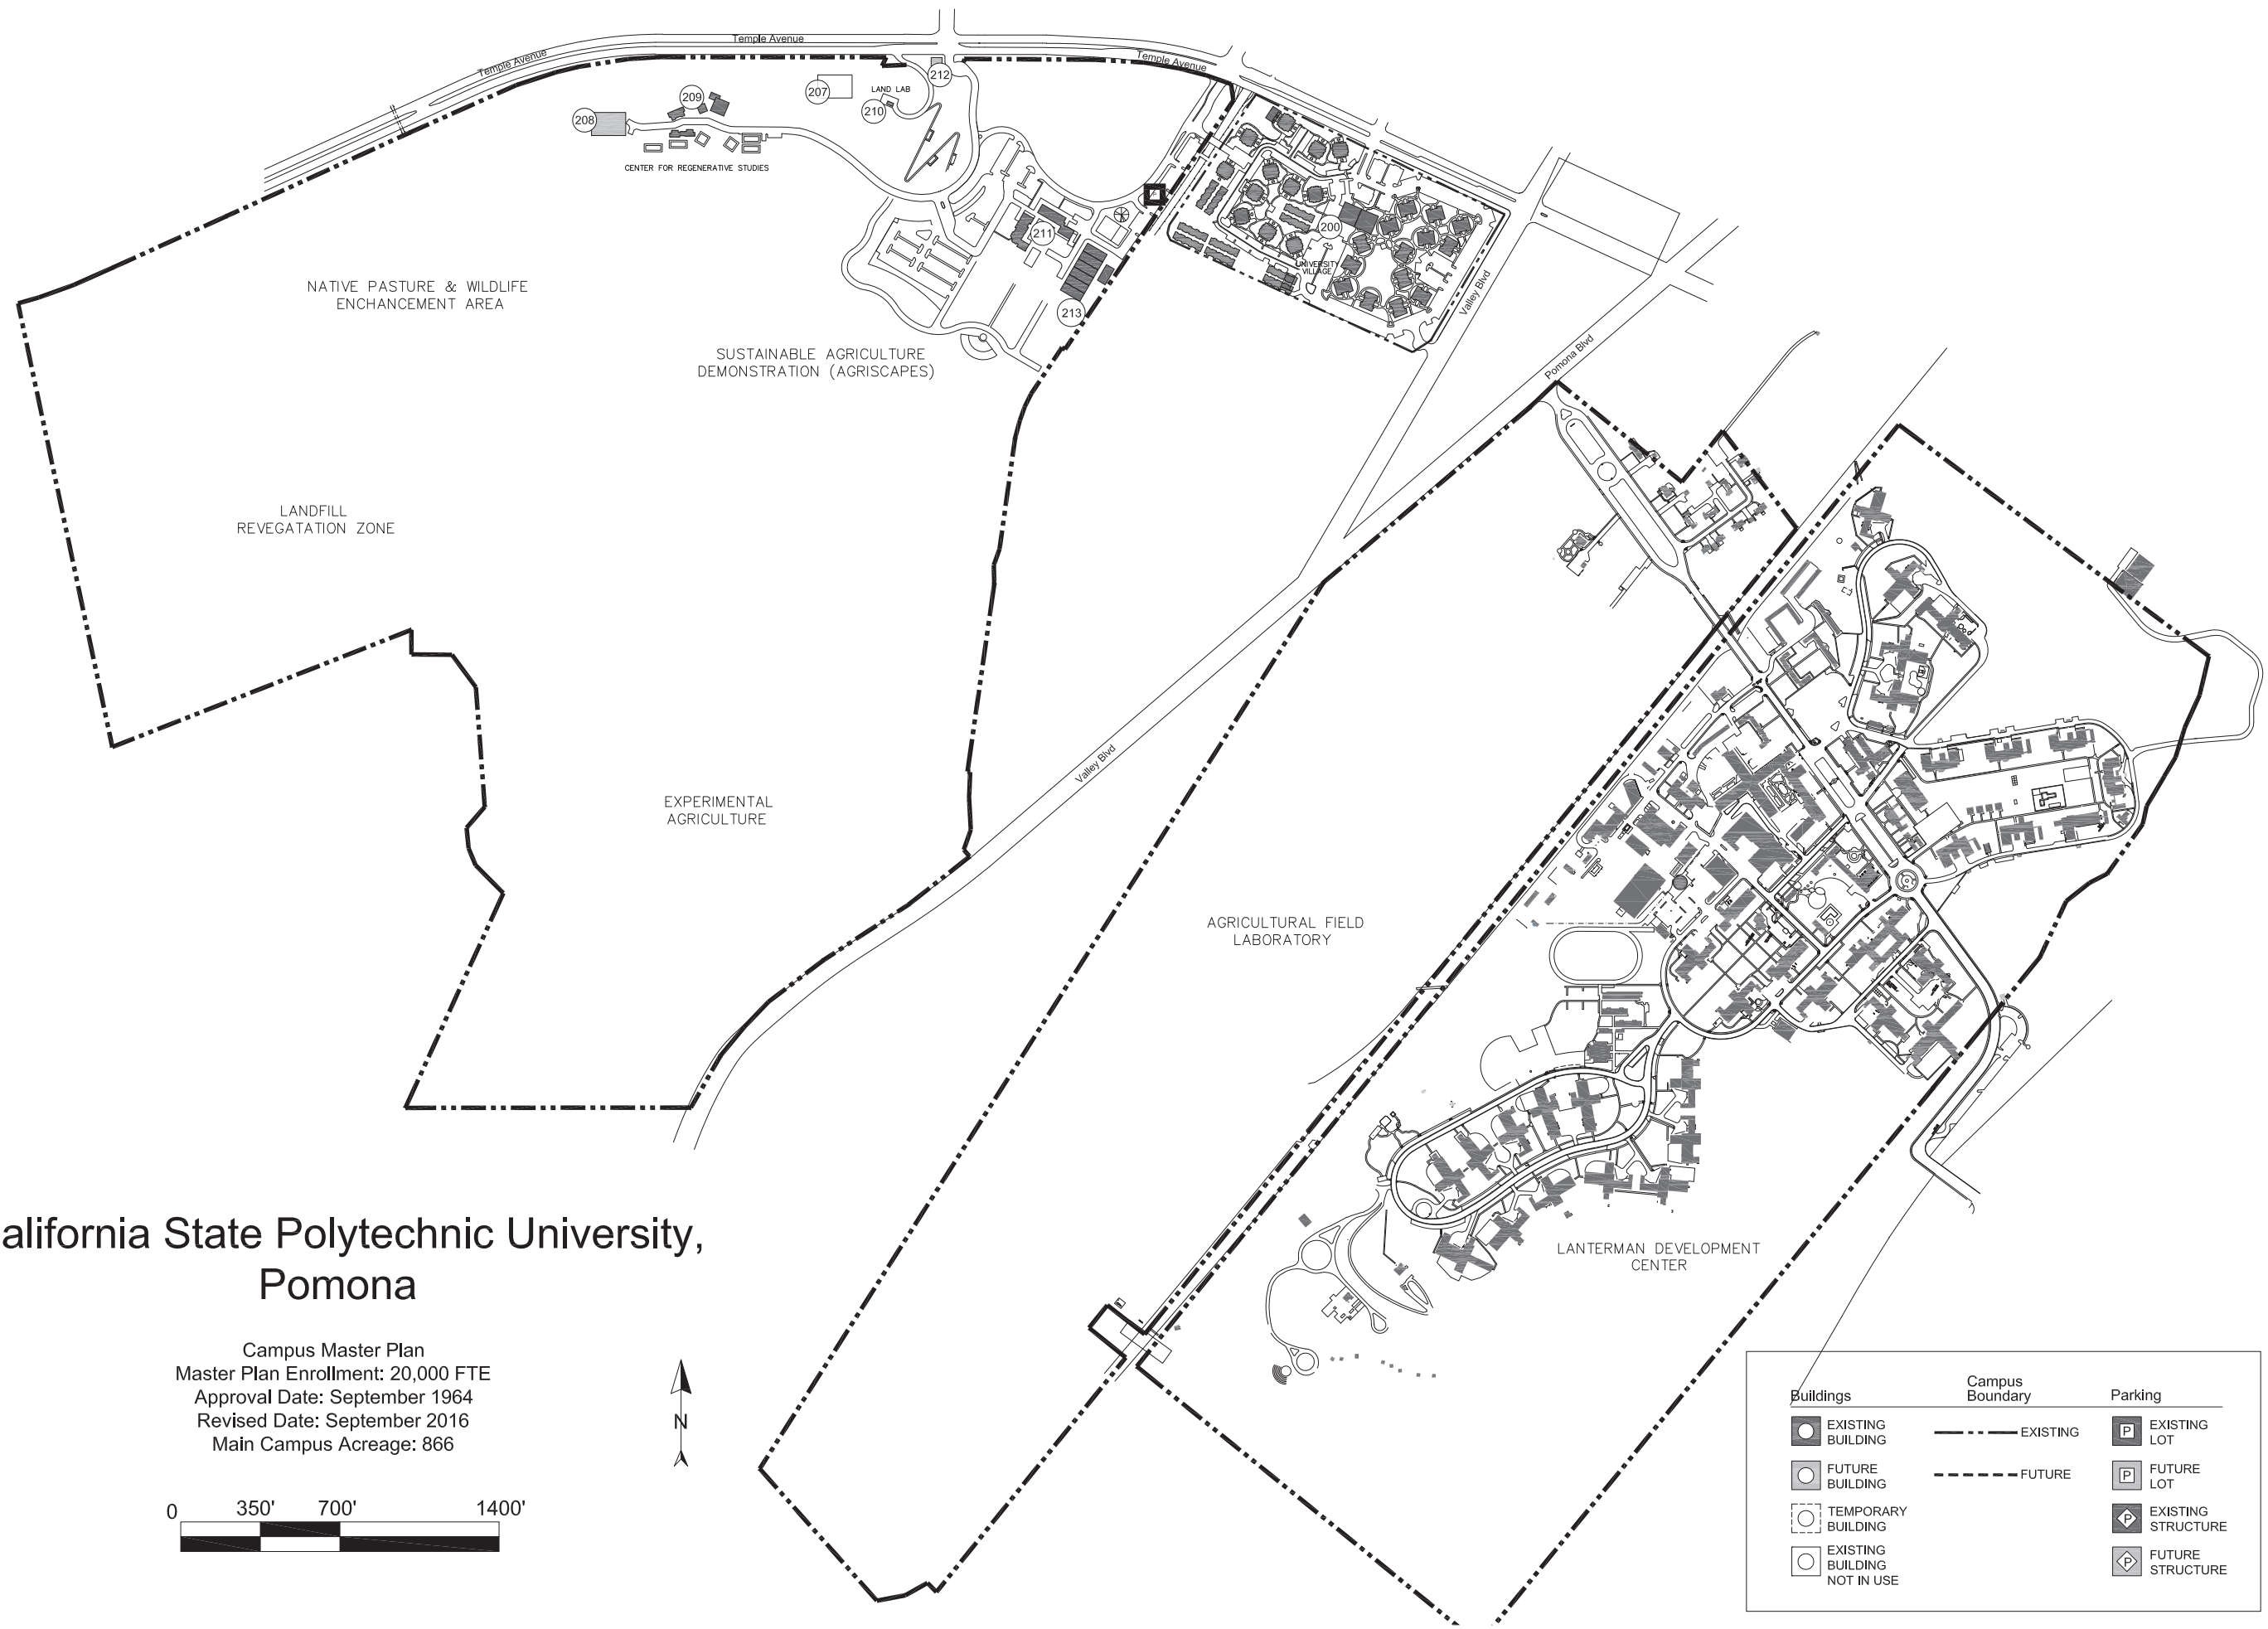 Temple Avenue
Temple Avenue
Temple Avenue
212
207
LAND LAB
210
209
208
CENTER FOR REGENERATIVE STUDIES
211
213
200
UNIVERSITY
VILLAGE
Valley Blvd
Pomona Blvd
NATIVE PASTURE & WILDLIFE
ENCHANCEMENT AREA
SUSTAINABLE AGRICULTURE
DEMONSTRATION (AGRISCAPES)
LANDFILL
REVEGATATION ZONE
EXPERIMENTAL
AGRICULTURE
Valley Blvd
AGRICULTURAL FIELD
LABORATORY
LANTERMAN DEVELOPMENT
CENTER
alifornia State Polytechnic University,
Pomona
Campus Master Plan
Master Plan Enrollment: 20,000 FTE
Approval Date: September 1964
Revised Date: September 2016
Main Campus Acreage: 866
N
0 350' 700' 1400'
Buildings
EXISTING
BUILDING
FUTURE
BUILDING
TEMPORARY
BUILDING
EXISTING
BUILDING
NOT IN USE
Campus
Boundary
EXISTING
FUTURE
Parking
P EXISTING
LOT
P FUTURE
LOT
P EXISTING
STRUCTURE
P FUTURE
STRUCTURE